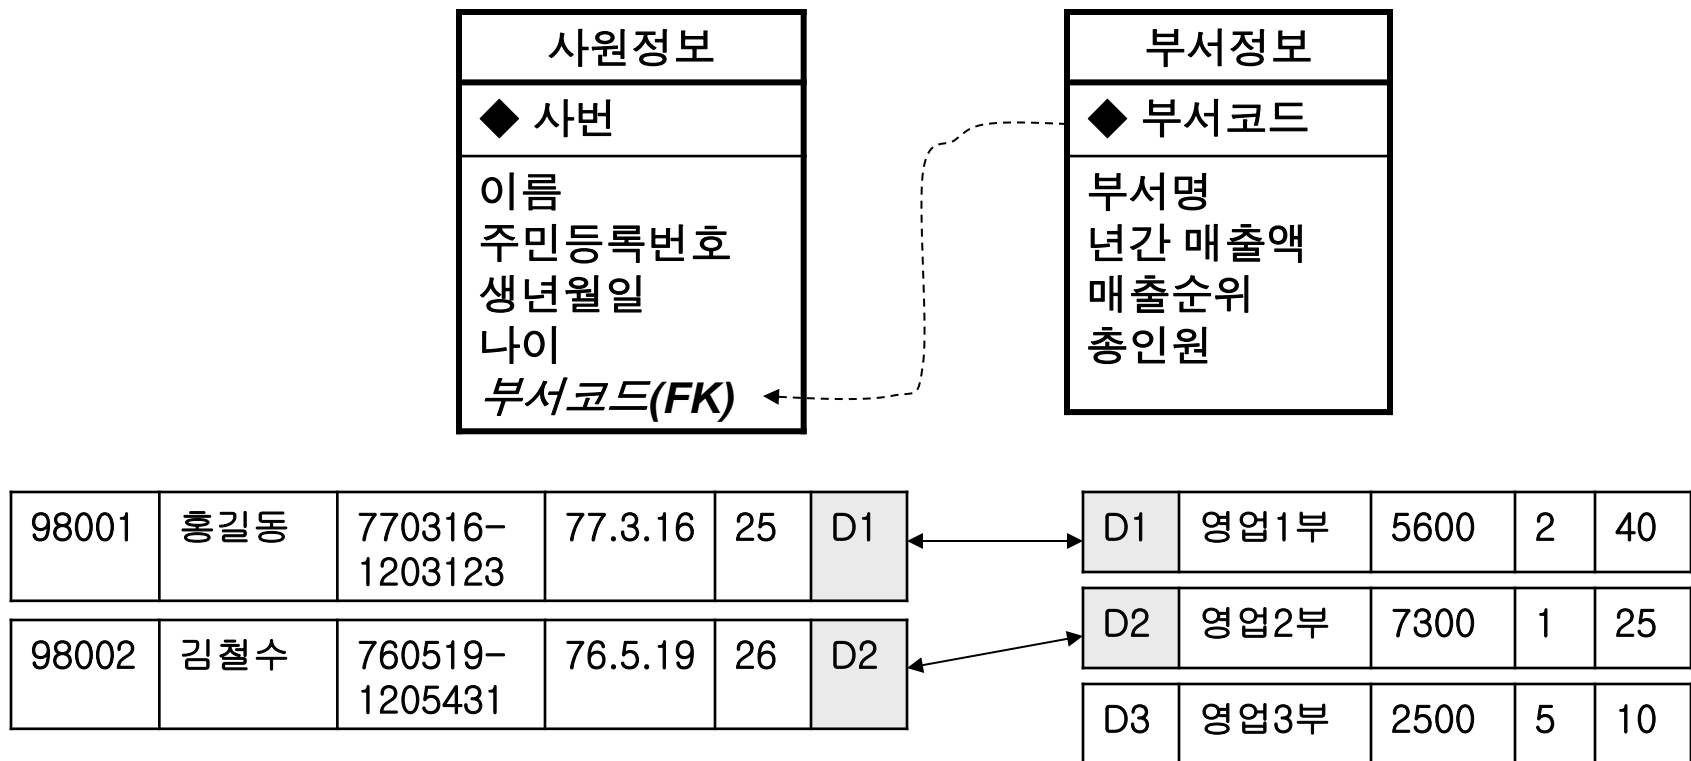 사원정보
◆ 사번
이름
주민등록번호
생년월일
나이
부서코드(FK)
부서정보
◆ 부서코드
부서명
년간 매출액
매출순위
총인원
98001 홍길동 770316- 77.3.16 25 D1
1203123
98002 김철수 760519- 76.5.19 26 D2
1205431
D1 영업1부 5600 2 40
D2 영업2부 7300 1 25
D3 영업3부 2500 5 10